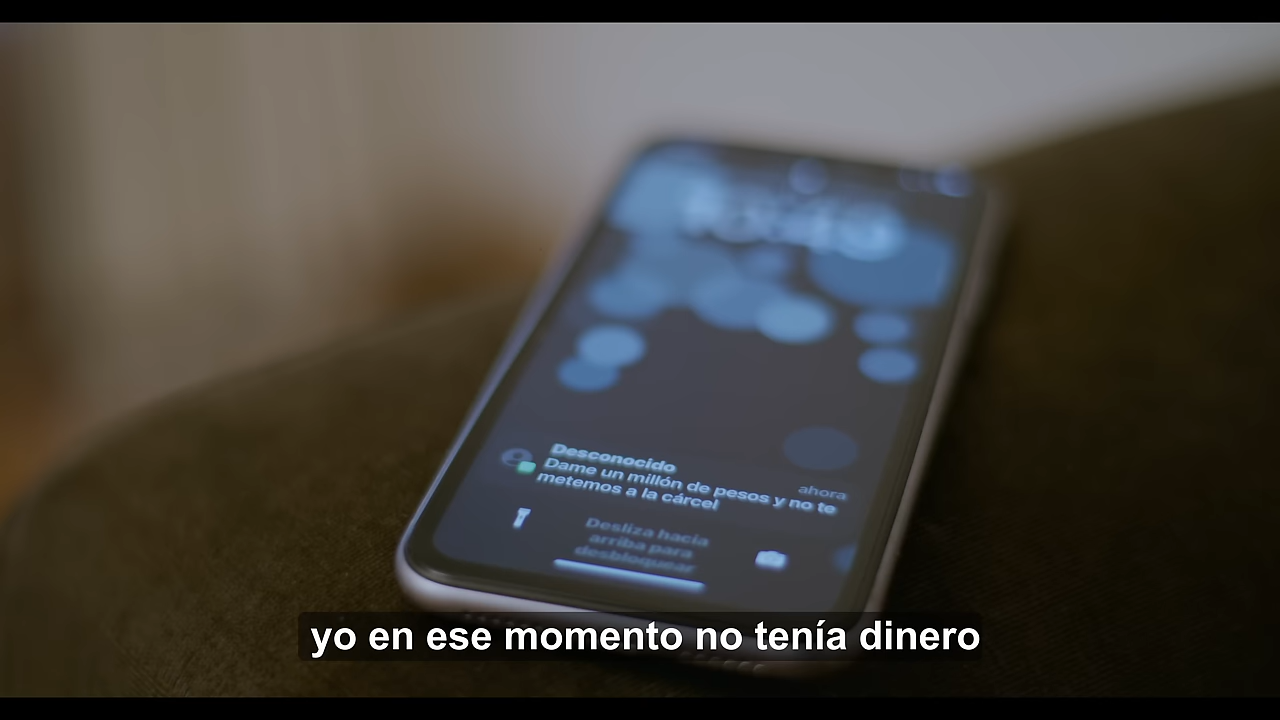 Desconocido
ahora
Dame un millón de pesos y no te
metemos a la cárcel
Desliza hacia
arriba para
desbloquear
yo en ese momento no tenía dinero